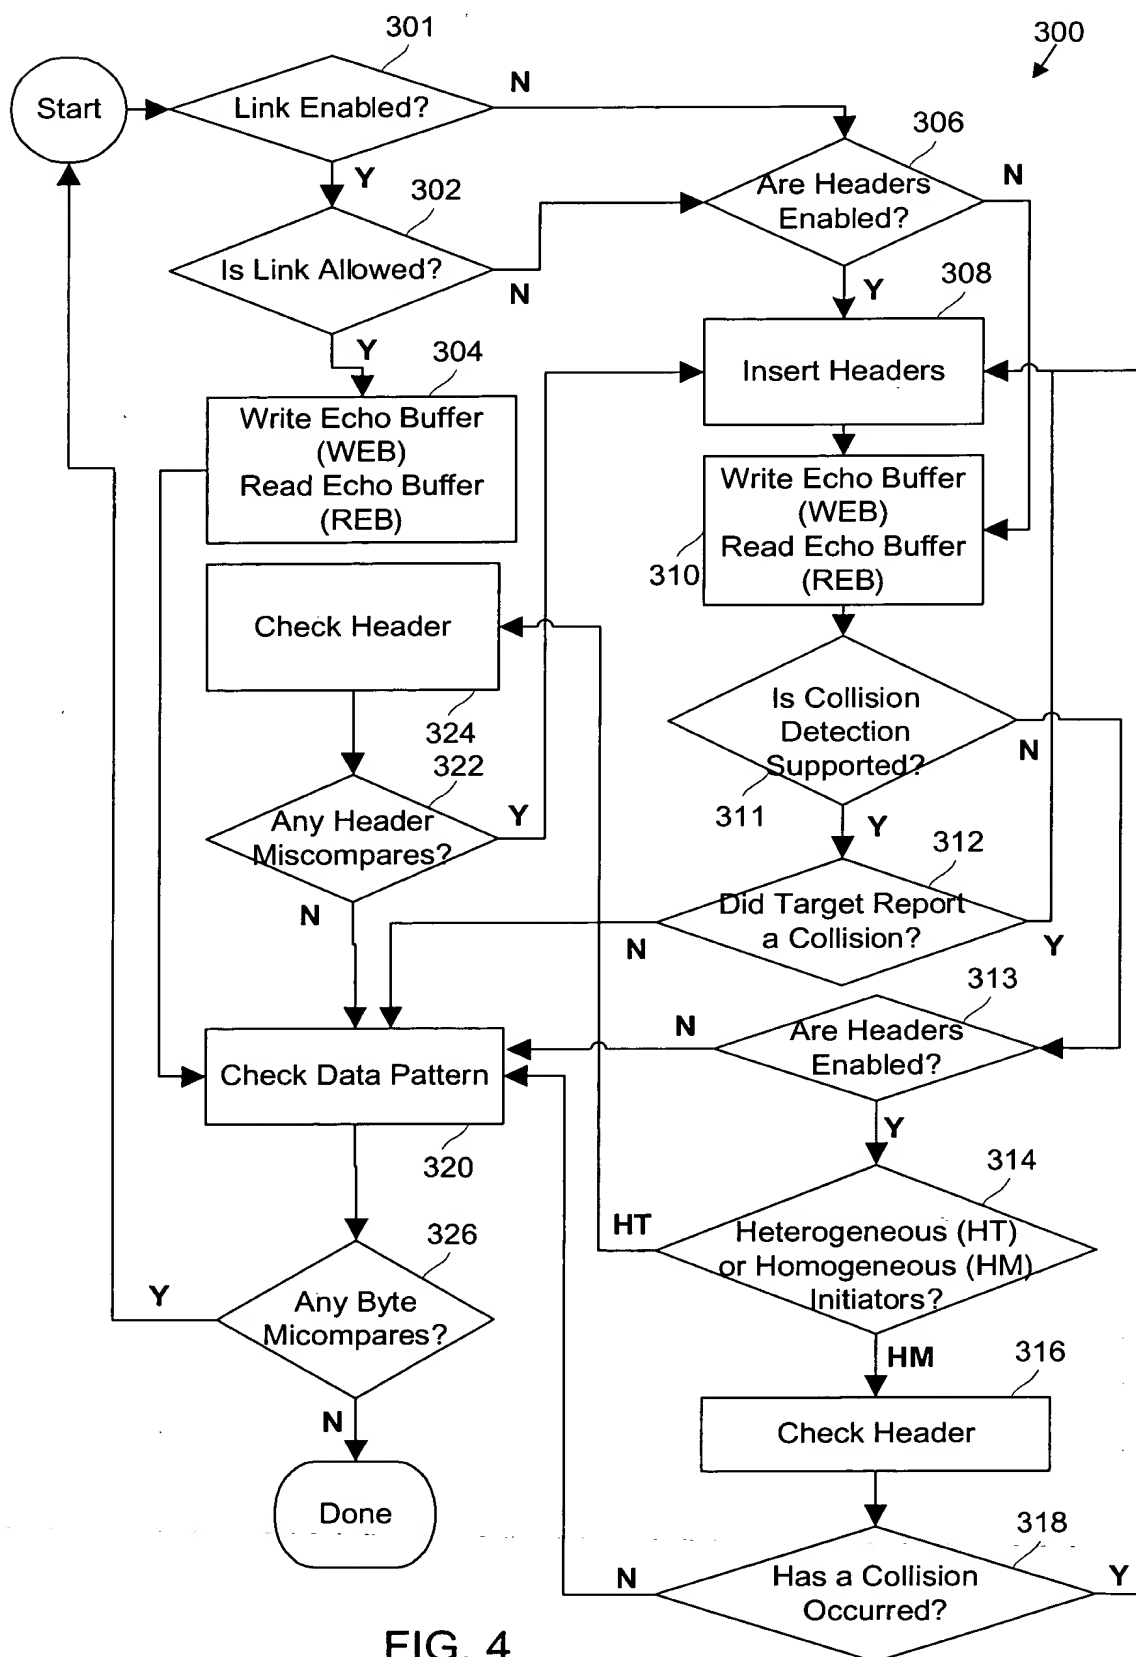 301
300
Start
Link Enabled?
N
306
Y
302
Are Headers
Enabled?
N
Is Link Allowed?
N
Y
308
Y
304
Insert Headers
Write Echo Buffer
(WEB)
Read Echo Buffer
(REB)
Write Echo Buffer
(WEB)
Read Echo Buffer
(REB)
310
Check Header
324
Is Collision
Detection
Supported?
N
311
322
Any Header
Miscompares?
Y
Y
312
N
Did Target Report
a Collision?
N
Y
313
Are Headers
Enabled?
N
Check Data Pattern
Y
320
314
HT
Heterogeneous (HT)
or Homogeneous (HM)
Initiators?
326
Y
Any Byte
Micompares?
HM
316
N
Check Header
Done
318
N
Has a Collision
Occurred?
Y
FIG. 4